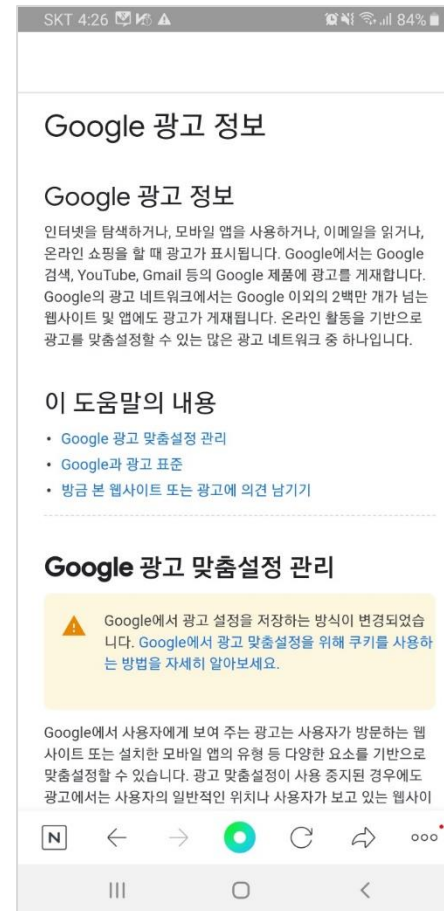 SKT 4:26 84%
Google 광고 정보
Google 광고 정보
인터넷을 탐색하거나, 모바일 앱을 사용하거나, 이메일을 읽거나,
온라인 쇼핑을 할 때 광고가 표시됩니다. Google에서는 Google
검색, YouTube, Gmail 등의 Google 제품에 광고를 게재합니다.
Google의 광고 네트워크에서는 Google 이외의 2백만 개가 넘는
웹사이트 및 앱에도 광고가 게재됩니다. 온라인 활동을 기반으로
광고를 맞춤설정할 수 있는 많은 광고 네트워크 중 하나입니다.
이 도움말의 내용
• Google 광고 맞춤설정 관리
• Google과 광고 표준
• 방금 본 웹사이트 또는 광고에 의견 남기기
Google 광고 맞춤설정 관리
Google에서 광고 설정을 저장하는 방식이 변경되었습
니다. Google에서 광고 맞춤설정을 위해 쿠키를 사용하
는 방법을 자세히 알아보세요.
Google에서 사용자에게 보여 주는 광고는 사용자가 방문하는 웹
사이트 또는 설치한 모바일 앱의 유형 등 다양한 요소를 기반으로
맞춤설정할 수 있습니다. 광고 맞춤설정이 사용 중지된 경우에도
광고에서는 사용자의 일반적인 위치나 사용자가 보고 있는 웹사이
N